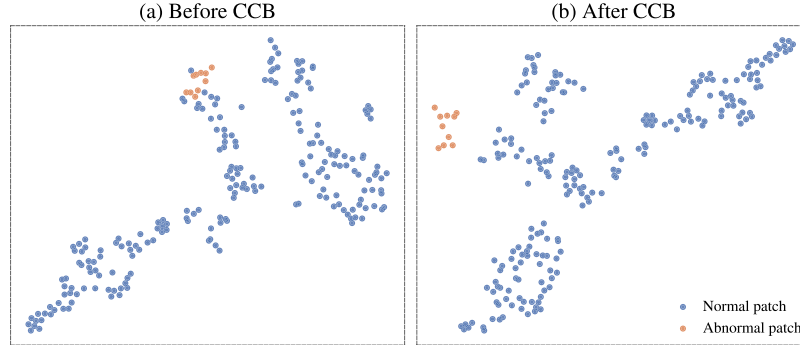 (a) Before CCB
(b) After CCB
Normal patch
Abnormal patch